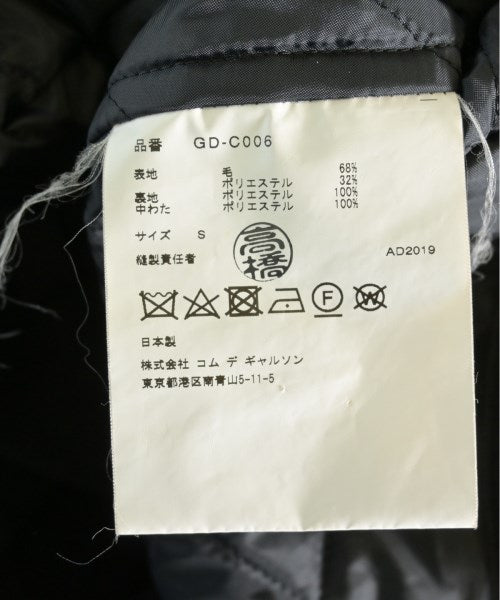 品番 GD-C006
表地 毛 68%
ポリエステル 32%
裏地 ポリエステル 100%
中わた ポリエステル 100%
サイズ S
縫製責任者 高橋 AD2019
F W
日本製
株式会社 コム デ ギャルソン
東京都港区南青山5-11-5